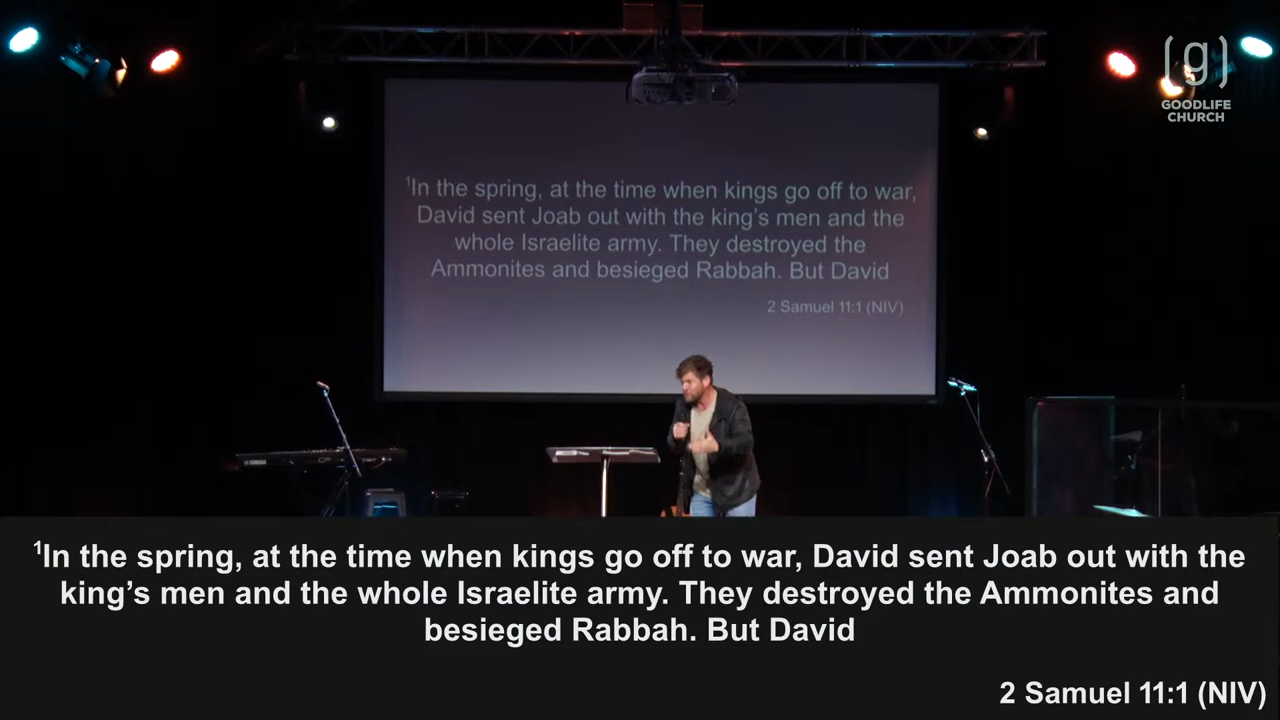 (g)
GOODLIFE
CHURCH
¹In the spring, at the time when kings go off to war,
David sent Joab out with the king's men and the
whole Israelite army. They destroyed the
Ammonites and besieged Rabbah. But David
2 Samuel 11:1 (NIV)
YAMAHA
¹In the spring, at the time when kings go off to war, David sent Joab out with the
king’s men and the whole Israelite army. They destroyed the Ammonites and
besieged Rabbah. But David
2 Samuel 11:1 (NIV)